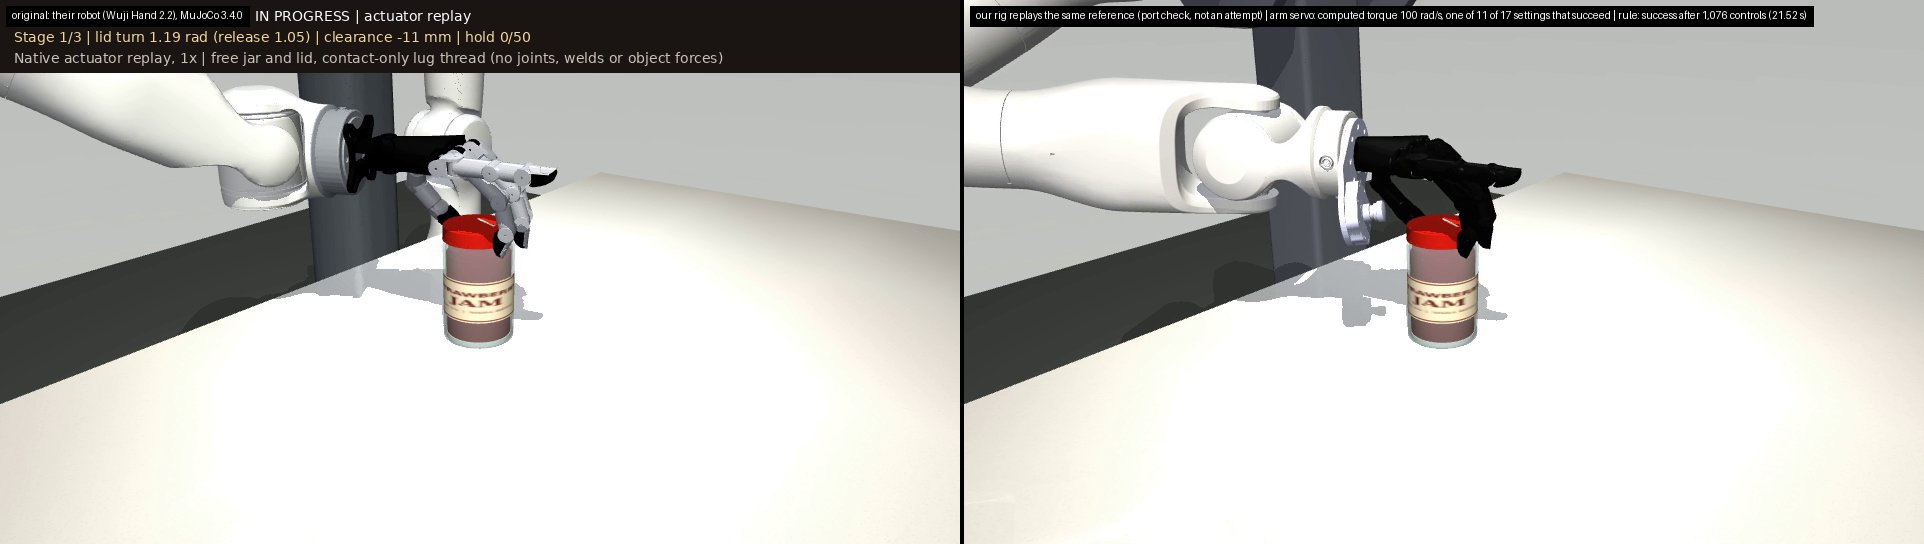 original: their robot (Wuji Hand 2.2), MuJoCo 3.4.0
IN PROGRESS | actuator replay
Stage 1/3 | lid turn 1.19 rad (release 1.05) | clearance -11 mm | hold 0/50
Native actuator replay, 1x | free jar and lid, contact-only lug thread (no joints, welds or object forces)
RAWBERR
JAM
our rig replays the same reference (port check, not an attempt) | arm servo: computed torque 100 rad/s, one of 11 of 17 settings that succeed | rule: success after 1,076 controls (21.52 s)
RAWBERR
JAM